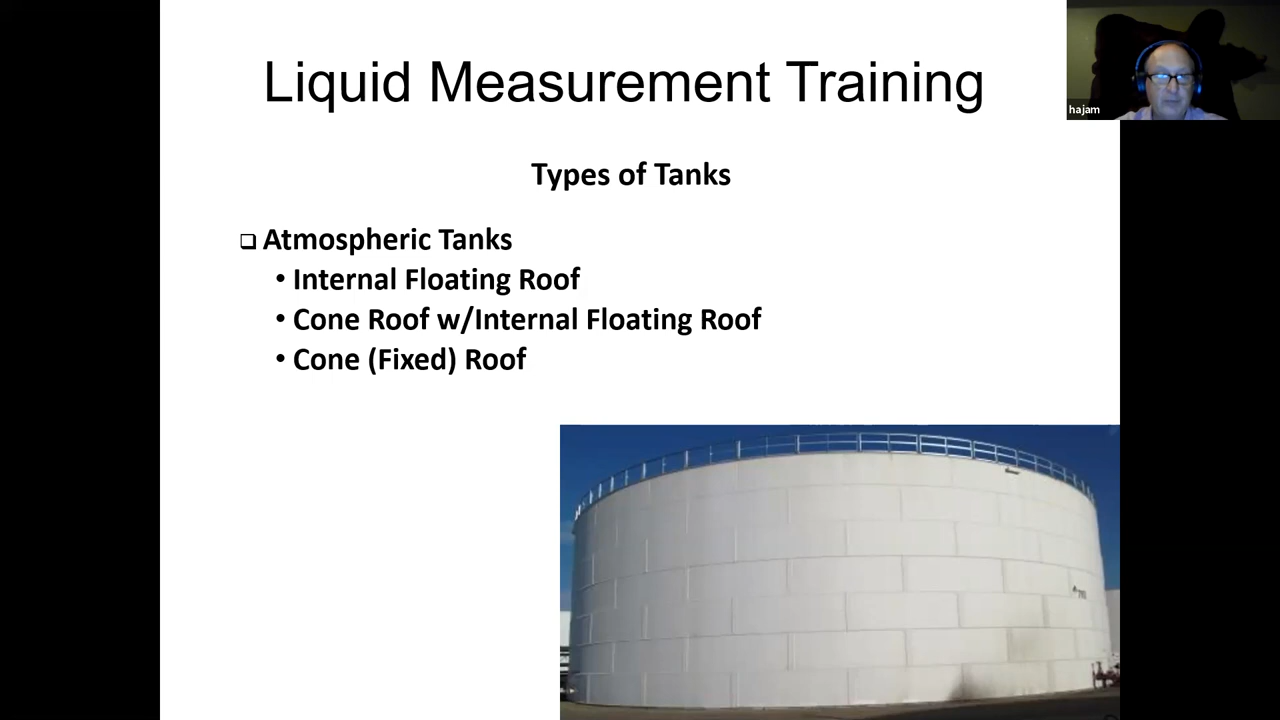 Liquid Measurement Training
hajam
Types of Tanks
❑ Atmospheric Tanks
• Internal Floating Roof
• Cone Roof w/Internal Floating Roof
• Cone (Fixed) Roof